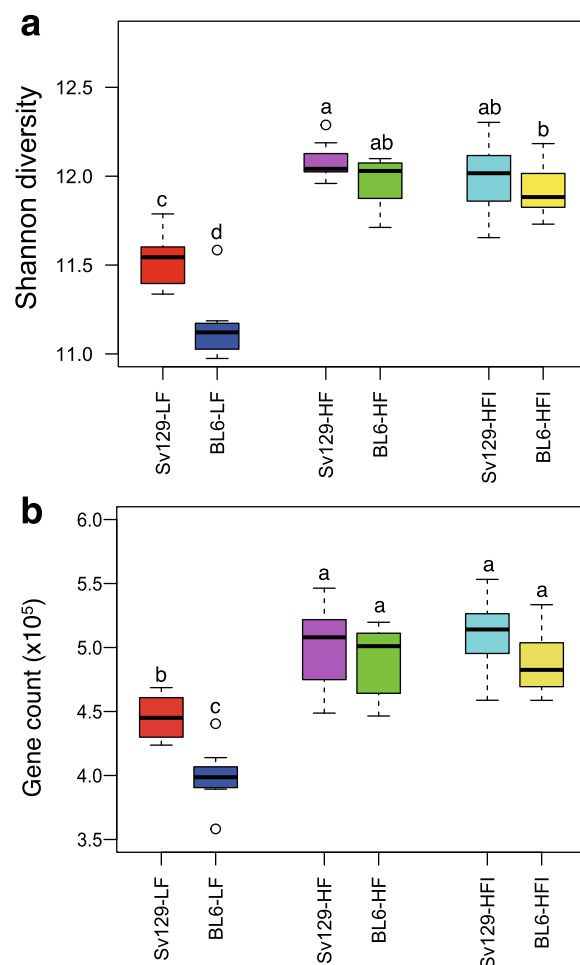 a
Shannon diversity
12.5
12.0
11.5
11.0
c
d
a
ab
ab
b
Sv129-LF
BL6-LF
Sv129-HF
BL6-HF
Sv129-HFI
BL6-HFI
b
Gene count (x10⁵)
6.0
5.5
5.0
4.5
4.0
3.5
b
c
a
a
a
a
Sv129-LF
BL6-LF
Sv129-HF
BL6-HF
Sv129-HFI
BL6-HFI